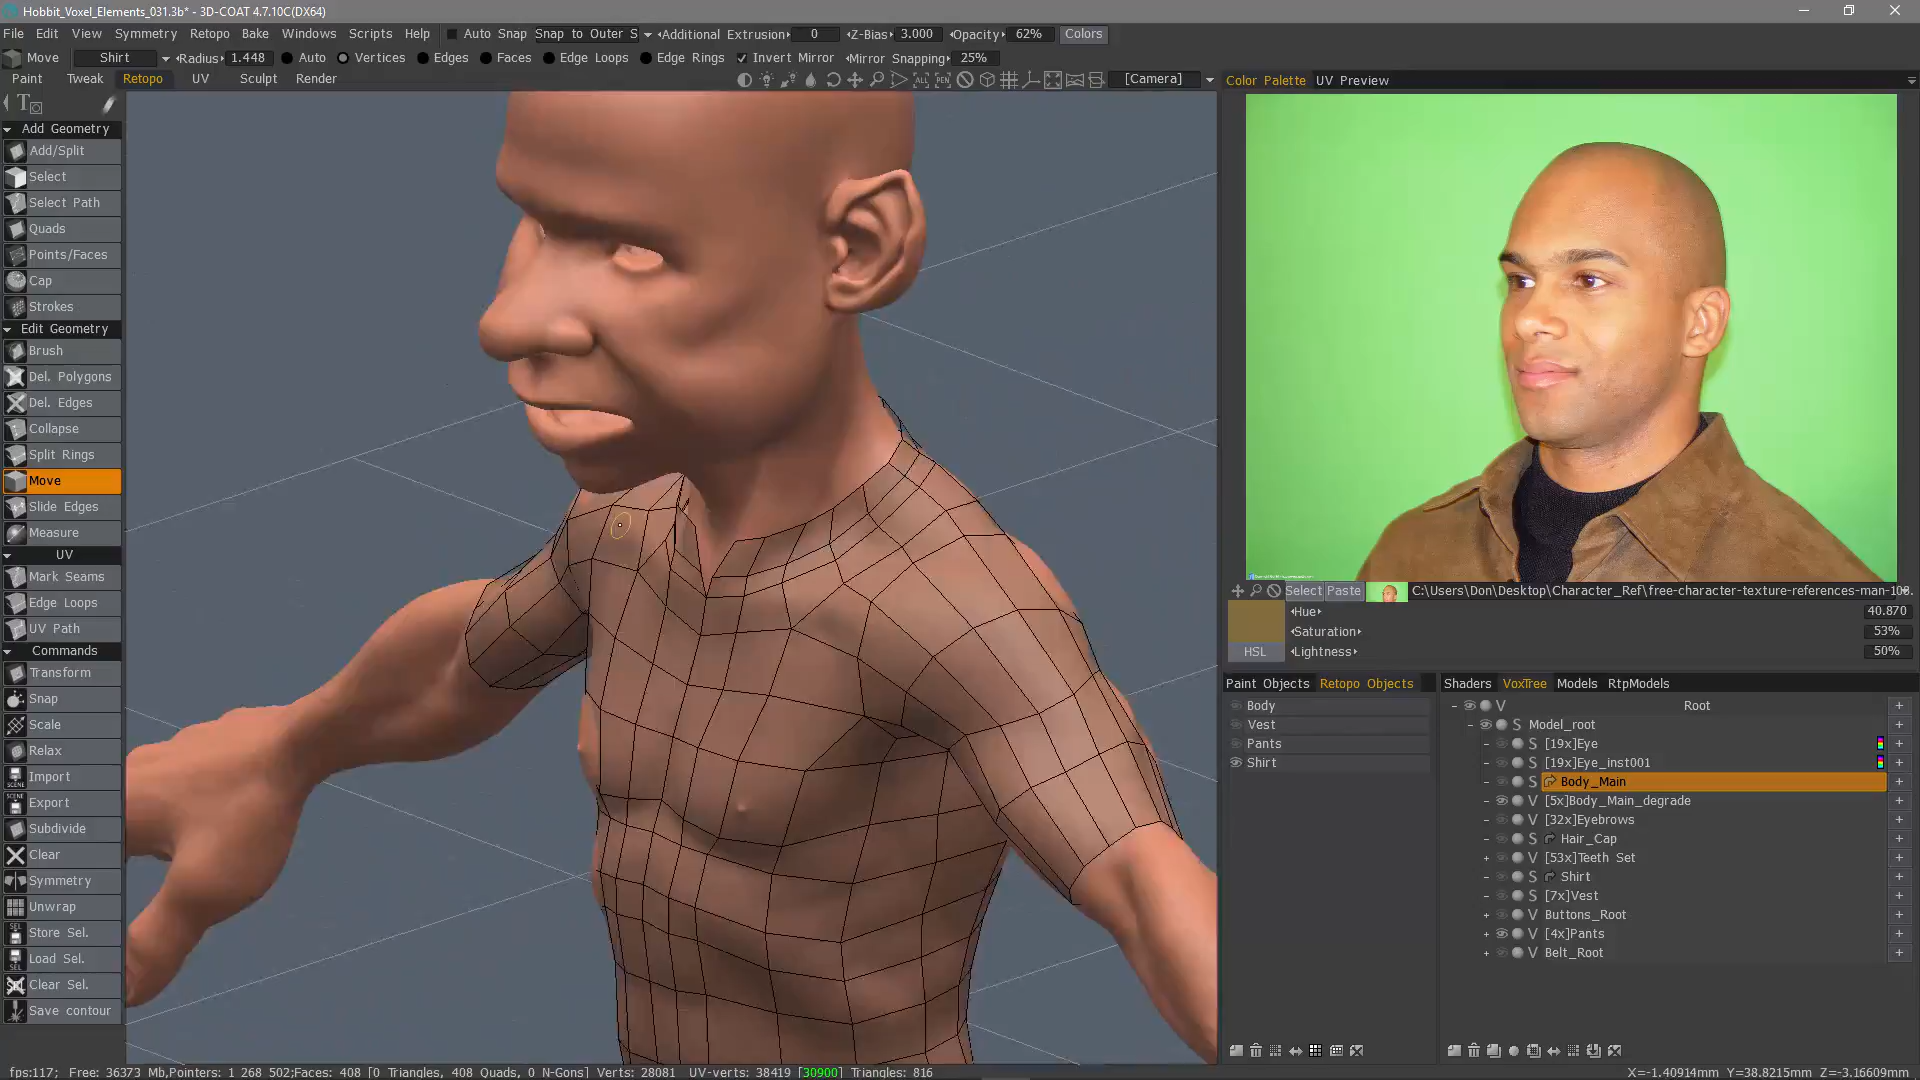 Hobbit_Voxel_Elements_031.3b* - 3D-COAT 4.7.10C(DX64)
File Edit View Symmetry Retopo Bake Windows Scripts Help Auto Snap Snap to Outer S Additional Extrusion 0 Z-Bias 3.000 Opacity 62% Colors
Move Shirt Radius 1.448 Auto Vertices Edges Faces Edge Loops Edge Rings Invert Mirror Mirror Snapping 25%
Paint Tweak Retopo UV Sculpt Render
ALL PEN [Camera]
Color Palette UV Preview
Add Geometry
Add/Split
Select
Select Path
Quads
Points/Faces
Cap
Strokes
Edit Geometry
Brush
Del. Polygons
Del. Edges
Collapse
Split Rings
Move
Slide Edges
Measure
UV
Mark Seams
Edge Loops
UV Path
Commands
Transform
Snap
Scale
Relax
Import
Export
Subdivide
Clear
Symmetry
Unwrap
Store Sel.
Load Sel.
Clear Sel.
Save contour
Select Paste C:\Users\Don\Desktop\Character_Ref\free-character-texture-references-man-108.
Hue 40.870
Saturation 53%
HSL Lightness 50%
Paint Objects Retopo Objects
Body
Vest
Pants
Shirt
Shaders VoxTree Models RtpModels
V Root +
S Model_root +
S [19x]Eye +
S [19x]Eye_inst001 +
S Body_Main +
V [5x]Body_Main_degrade +
V [32x]Eyebrows +
S Hair_Cap +
V [53x]Teeth Set +
S Shirt +
S [7x]Vest +
V Buttons_Root +
V [4x]Pants +
V Belt_Root +
fps:117; Free: 36373 Mb,Pointers: 1 268 502;Faces: 408 [0 Triangles, 408 Quads, 0 N-Gons] Verts: 28081 UV-verts: 38419 [30900] Triangles: 816 X=-1.40914mm Y=38.8215mm Z=-3.16609mm